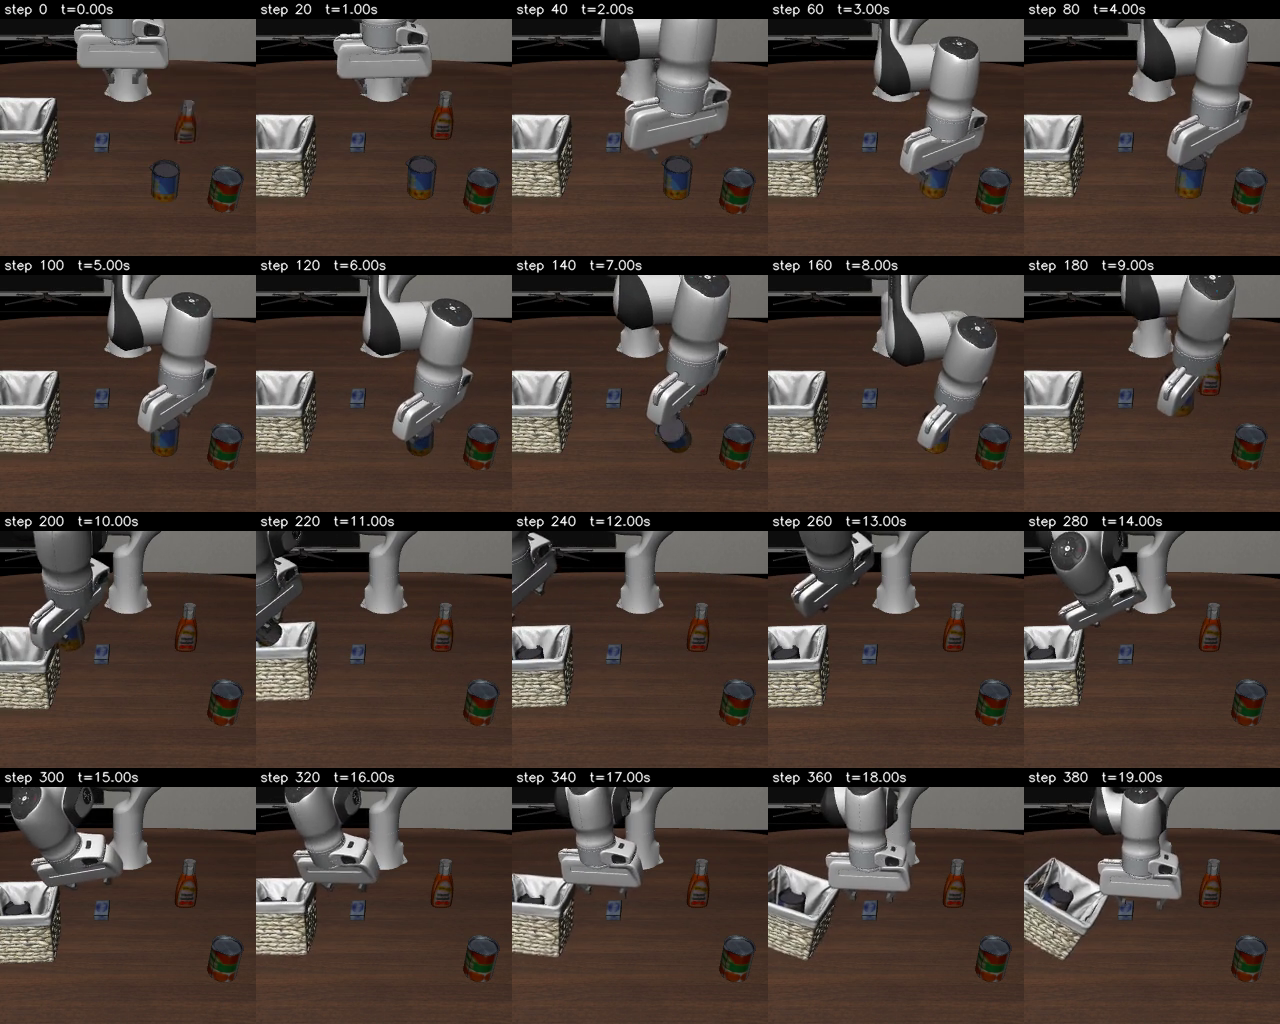 step 0 t=0.00s
step 20 t=1.00s
step 40 t=2.00s
step 60 t=3.00s
step 80 t=4.00s
step 100 t=5.00s
step 120 t=6.00s
step 140 t=7.00s
step 160 t=8.00s
step 180 t=9.00s
step 200 t=10.00s
step 220 t=11.00s
step 240 t=12.00s
step 260 t=13.00s
step 280 t=14.00s
step 300 t=15.00s
step 320 t=16.00s
step 340 t=17.00s
step 360 t=18.00s
step 380 t=19.00s